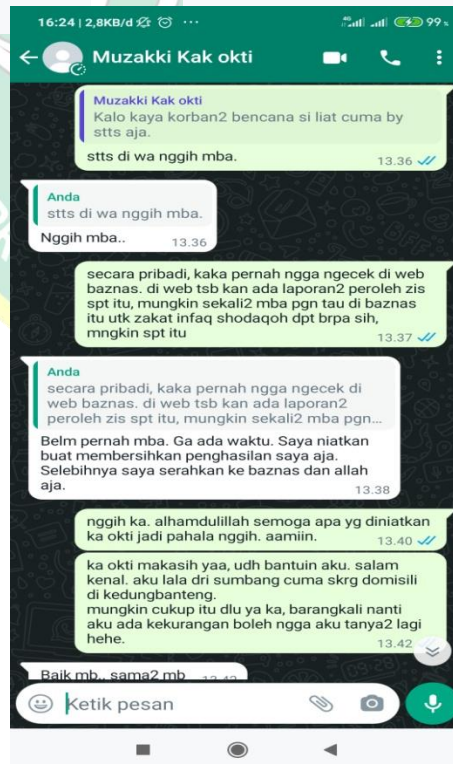 16:24 | 2,8KB/d
99%
Muzakki Kak okti
Muzakki Kak okti
Kalo kaya korban2 bencana si liat cuma by
stts aja.
stts di wa nggih mba.
13.36
Anda
stts di wa nggih mba.
Nggih mba..
13.36
secara pribadi, kaka pernah ngga ngecek di web
baznas. di web tsb kan ada laporan2 peroleh zis
spt itu, mungkin sekali2 mba pgn tau di baznas
itu utk zakat infaq shodaqoh dpt brpa sih,
mngkin spt itu
13.37
Anda
secara pribadi, kaka pernah ngga ngecek di
web baznas. di web tsb kan ada laporan2
peroleh zis spt itu, mungkin sekali2 mba pgn...
Belm pernah mba. Ga ada waktu. Saya niatkan
buat membersihkan penghasilan saya aja.
Selebihnya saya serahkan ke baznas dan allah
aja.
13.38
nggih ka. alhamdulillah semoga apa yg diniatkan
ka okti jadi pahala nggih. aamiin.
13.40
ka okti makasih yaa, udh bantuin aku. salam
kenal. aku lala dri sumbang cuma skrg domisili
di kedungbanteng.
mungkin cukup itu dlu ya ka, barangkali nanti
aku ada kekurangan boleh ngga aku tanya2 lagi
hehe.
13.42
Baik mb.. sama2 mb
Ketik pesan